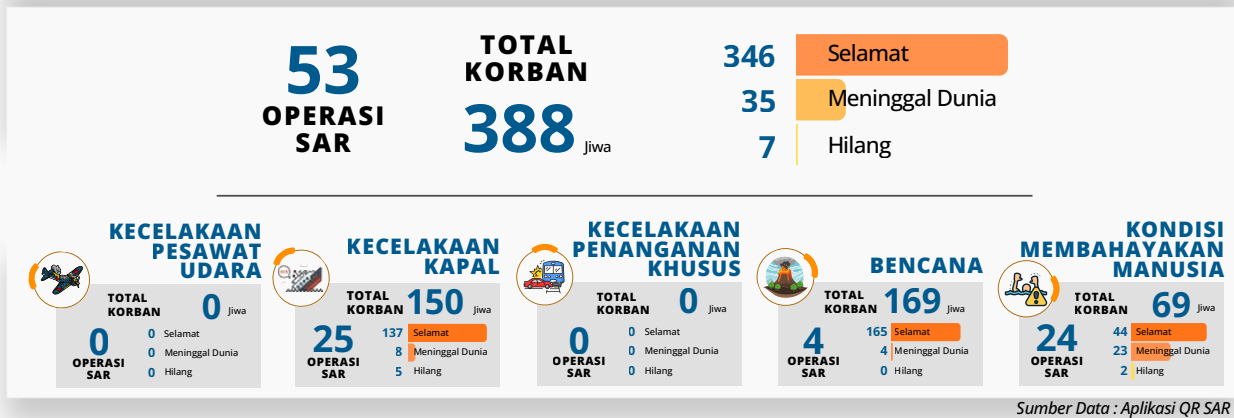 53
OPERASI
SAR
TOTAL
KORBAN
388 Jiwa
346 Selamat
35 Meninggal Dunia
7 Hilang
KECELAKAAN
PESAWAT
UDARA
TOTAL
KORBAN
0 Jiwa
0
OPERASI
SAR
0 Selamat
0 Meninggal Dunia
0 Hilang
KECELAKAAN
KAPAL
TOTAL
KORBAN
150 Jiwa
25
OPERASI
SAR
137 Selamat
8 Meninggal Dunia
5 Hilang
KECELAKAAN
PENANGANAN
KHUSUS
TOTAL
KORBAN
0 Jiwa
0
OPERASI
SAR
0 Selamat
0 Meninggal Dunia
0 Hilang
BENCANA
TOTAL
KORBAN
169 Jiwa
4
OPERASI
SAR
165 Selamat
4 Meninggal Dunia
0 Hilang
KONDISI
MEMBAHAYAKAN
MANUSIA
TOTAL
KORBAN
69 Jiwa
24
OPERASI
SAR
44 Selamat
23 Meninggal Dunia
2 Hilang
Sumber Data : Aplikasi QR SAR